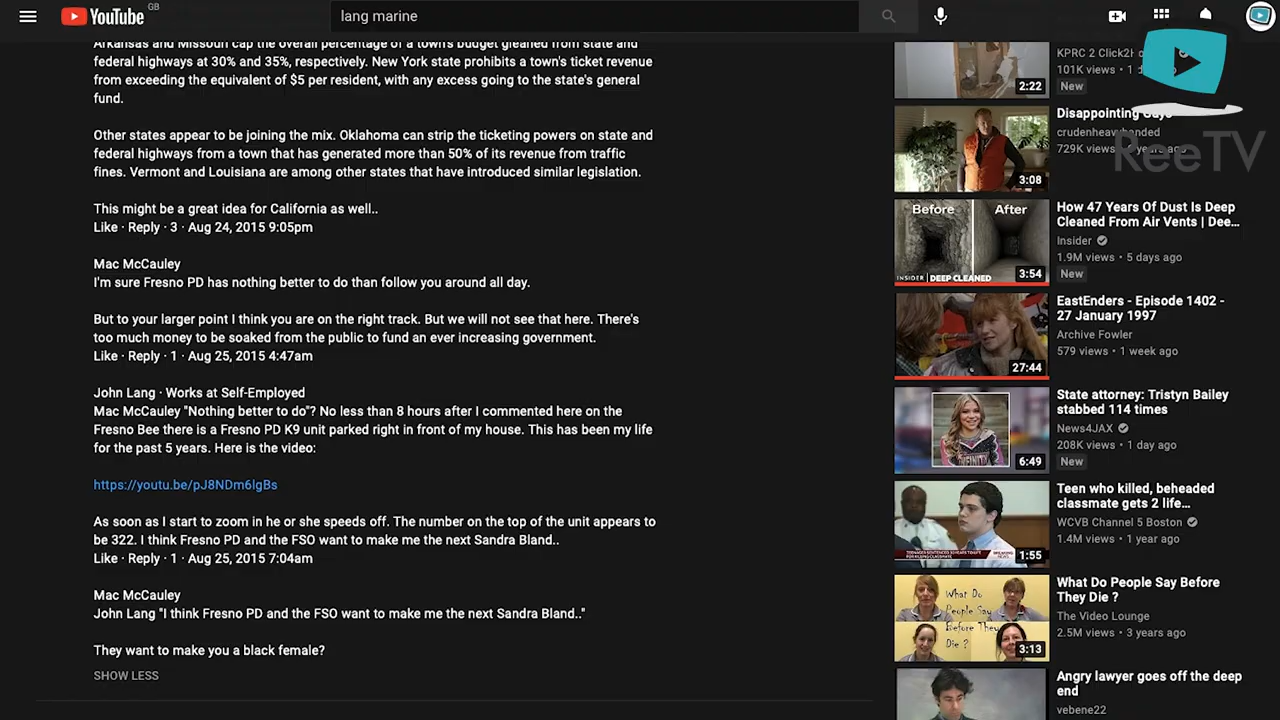 YouTube GB
lang marine
Arkansas and Missouri cap the overall percentage of a town's budget gleaned from state and
federal highways at 30% and 35%, respectively. New York state prohibits a town's ticket revenue
from exceeding the equivalent of $5 per resident, with any excess going to the state's general
fund.
Other states appear to be joining the mix. Oklahoma can strip the ticketing powers on state and
federal highways from a town that has generated more than 50% of its revenue from traffic
fines. Vermont and Louisiana are among other states that have introduced similar legislation.
This might be a great idea for California as well..
Like · Reply · 3 · Aug 24, 2015 9:05pm
Mac McCauley
I'm sure Fresno PD has nothing better to do than follow you around all day.
But to your larger point I think you are on the right track. But we will not see that here. There's
too much money to be soaked from the public to fund an ever increasing government.
Like · Reply · 1 · Aug 25, 2015 4:47am
John Lang · Works at Self-Employed
Mac McCauley "Nothing better to do"? No less than 8 hours after I commented here on the
Fresno Bee there is a Fresno PD K9 unit parked right in front of my house. This has been my life
for the past 5 years. Here is the video:
https://youtu.be/pJ8NDm6lgBs
As soon as I start to zoom in he or she speeds off. The number on the top of the unit appears to
be 322. I think Fresno PD and the FSO want to make me the next Sandra Bland..
Like · Reply · 1 · Aug 25, 2015 7:04am
Mac McCauley
John Lang "I think Fresno PD and the FSO want to make me the next Sandra Bland.."
They want to make you a black female?
SHOW LESS
KPRC 2
101K views
New
2:22
ReeTV
Disappointing
729K views
3:08
Before After
INSIDER DEEP CLEANED
3:54
How 47 Years Of Dust Is Deep
Cleaned From Air Vents | Dee...
Insider
1.9M views · 5 days ago
New
27:44
EastEnders - Episode 1402 -
27 January 1997
Archive Fowler
579 views · 1 week ago
6:49
State attorney: Tristyn Bailey
stabbed 114 times
News4JAX
208K views · 1 day ago
New
1:55
Teen who killed, beheaded
classmate gets 2 life...
WCVB Channel 5 Boston
1.4M views · 1 year ago
What Do
People Say
Before They
Die ?
3:13
What Do People Say Before
They Die ?
The Video Lounge
2.5M views · 3 years ago
Angry lawyer goes off the deep
end
vebene22